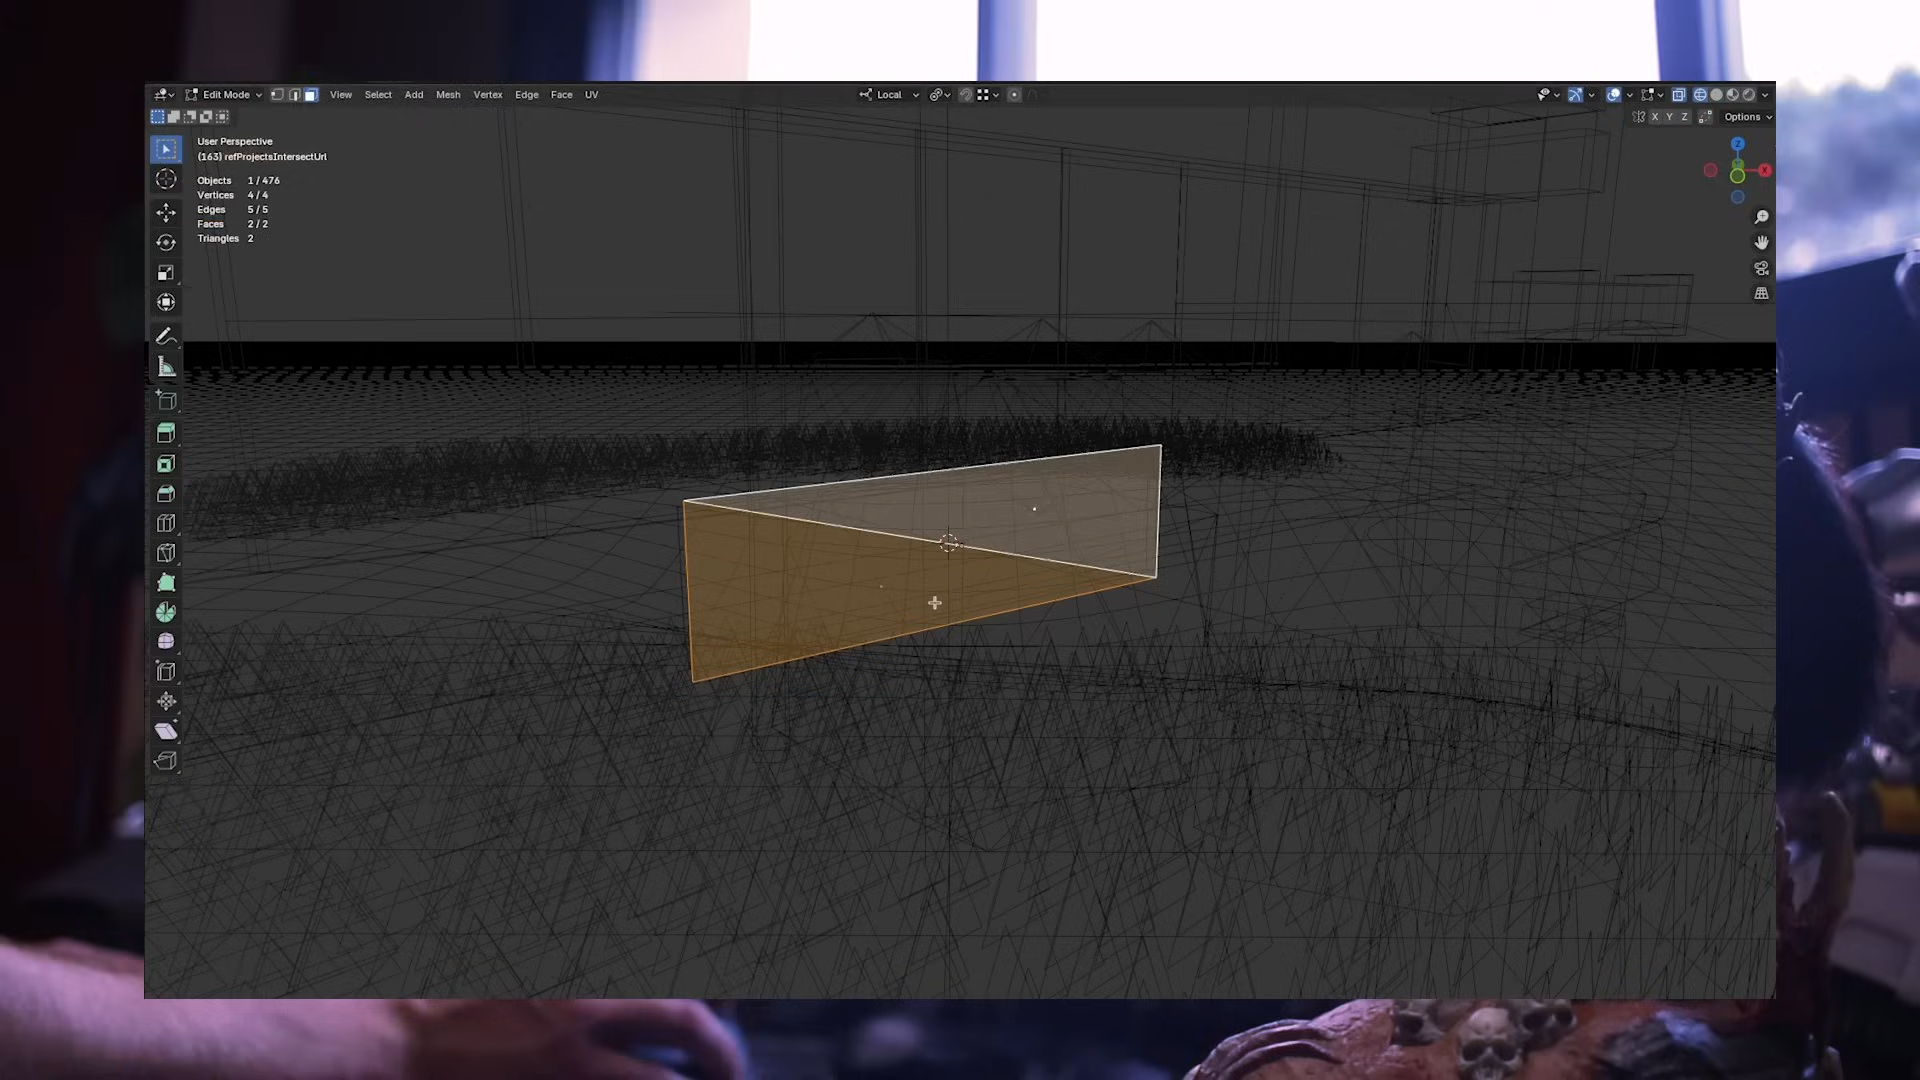 Edit Mode View Select Add Mesh Vertex Edge Face UV Local
X Y Z Options
User Perspective
(163) refProjectsIntersectUrl
Objects 1 / 476
Vertices 4 / 4
Edges 5 / 5
Faces 2 / 2
Triangles 2
Z
X